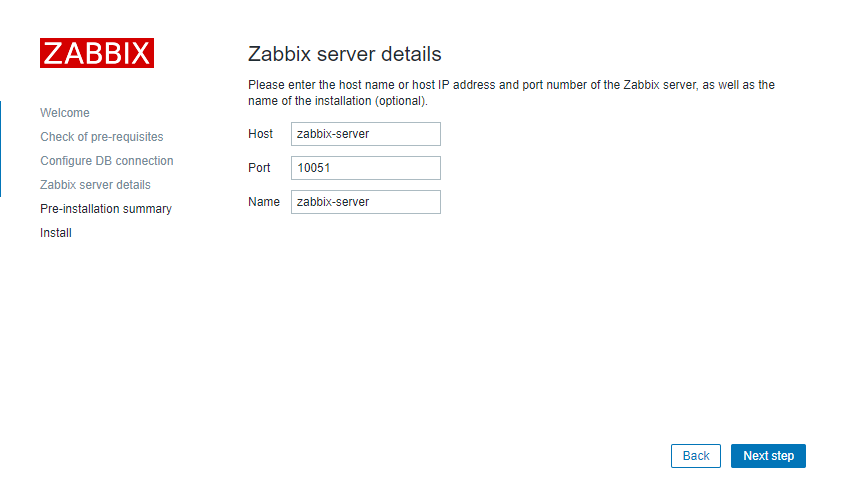 ZABBIX
Welcome
Check of pre-requisites
Configure DB connection
Zabbix server details
Pre-installation summary
Install
Zabbix server details
Please enter the host name or host IP address and port number of the Zabbix server, as well as the
name of the installation (optional).
Host zabbix-server
Port 10051
Name zabbix-server
Back Next step